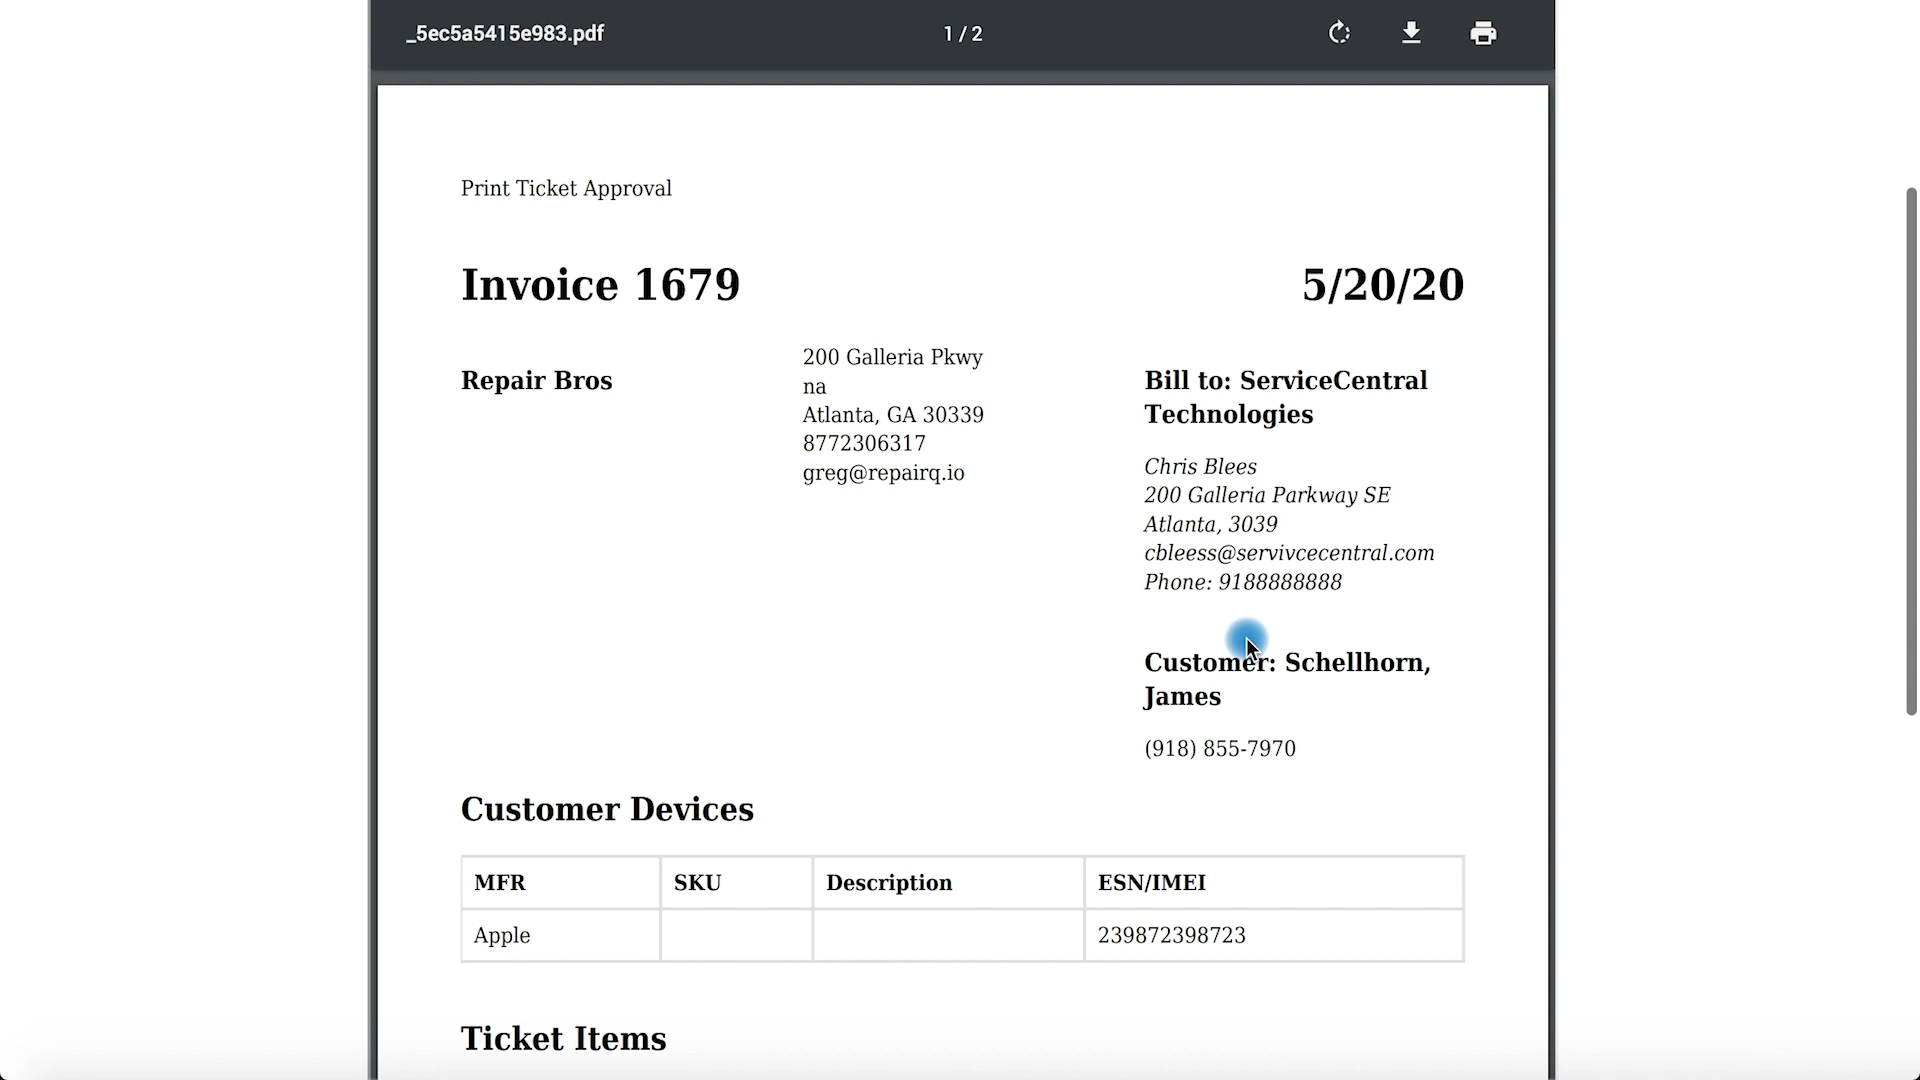 _5ec5a5415e983.pdf
1 / 2
Print Ticket Approval
Invoice 1679
5/20/20
Repair Bros
200 Galleria Pkwy
na
Atlanta, GA 30339
8772306317
greg@repairq.io
Bill to: ServiceCentral
Technologies
Chris Blees
200 Galleria Parkway SE
Atlanta, 3039
cbleess@servivcecentral.com
Phone: 9188888888
Customer: Schellhorn,
James
(918) 855-7970
Customer Devices
MFR SKU Description ESN/IMEI
Apple 239872398723
Ticket Items